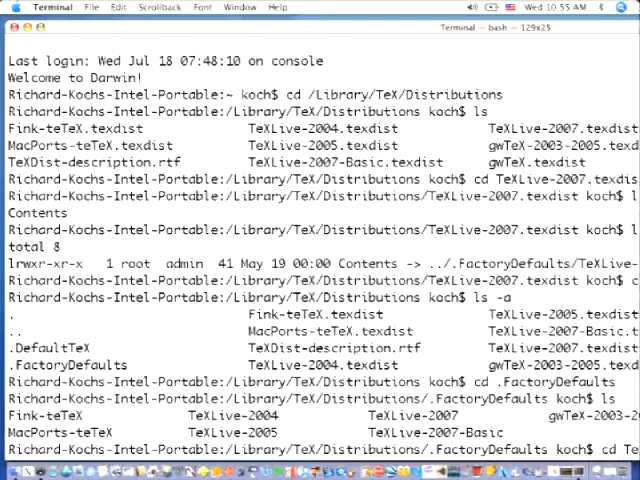 Terminal File Edit Scrollback Font Window Help Wed 10:55 AM
Terminal — bash — 129x25
Last login: Wed Jul 18 07:48:10 on console
Welcome to Darwin!
Richard-Kochs-Intel-Portable:~ koch$ cd /Library/TeX/Distributions
Richard-Kochs-Intel-Portable:/Library/TeX/Distributions koch$ ls
Fink-teTeX.texdist TeXLive-2004.texdist TeXLive-2007.texdist
MacPorts-teTeX.texdist TeXLive-2005.texdist gwTeX-2003-2005.texdist
TeXDist-description.rtf TeXLive-2007-Basic.texdist gwTeX.texdist
Richard-Kochs-Intel-Portable:/Library/TeX/Distributions koch$ cd TeXLive-2007.texdis
Richard-Kochs-Intel-Portable:/Library/TeX/Distributions/TeXLive-2007.texdist koch$ l
Contents
Richard-Kochs-Intel-Portable:/Library/TeX/Distributions/TeXLive-2007.texdist koch$ l
total 8
lrwxr-xr-x 1 root admin 41 May 19 00:00 Contents -> ../.FactoryDefaults/TeXLive-
Richard-Kochs-Intel-Portable:/Library/TeX/Distributions/TeXLive-2007.texdist koch$ c
Richard-Kochs-Intel-Portable:/Library/TeX/Distributions koch$ ls -a
. Fink-teTeX.texdist TeXLive-2005.texdist
.. MacPorts-teTeX.texdist TeXLive-2007-Basic.t
.DefaultTeX TeXDist-description.rtf TeXLive-2007.texdist
.FactoryDefaults TeXLive-2004.texdist gwTeX-2003-2005.texd
Richard-Kochs-Intel-Portable:/Library/TeX/Distributions koch$ cd .FactoryDefaults
Richard-Kochs-Intel-Portable:/Library/TeX/Distributions/.FactoryDefaults koch$ ls
Fink-teTeX TeXLive-2004 TeXLive-2007 gwTeX-2003-20
MacPorts-teTeX TeXLive-2005 TeXLive-2007-Basic
Richard-Kochs-Intel-Portable:/Library/TeX/Distributions/.FactoryDefaults koch$ cd Te